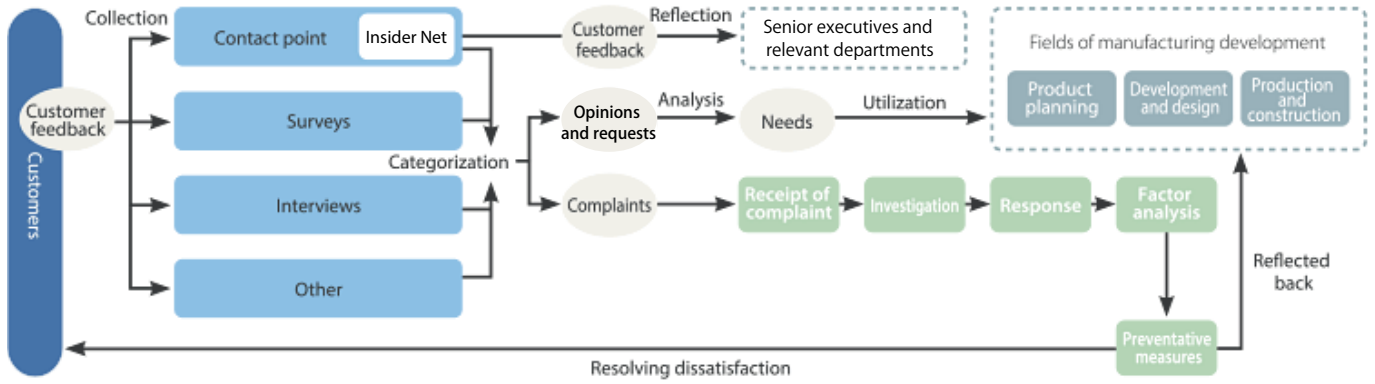 Collection
Customers
Customer
feedback
Contact point
Insider Net
Surveys
Interviews
Other
Categorization
Customer
feedback
Reflection
Senior executives and
relevant departments
Opinions
and requests
Analysis
Needs
Utilization
Fields of manufacturing development
Product
planning
Development
and design
Production
and
construction
Complaints
Receipt of
complaint
Investigation
Response
Factor
analysis
Preventative
measures
Reflected
back
Resolving dissatisfaction